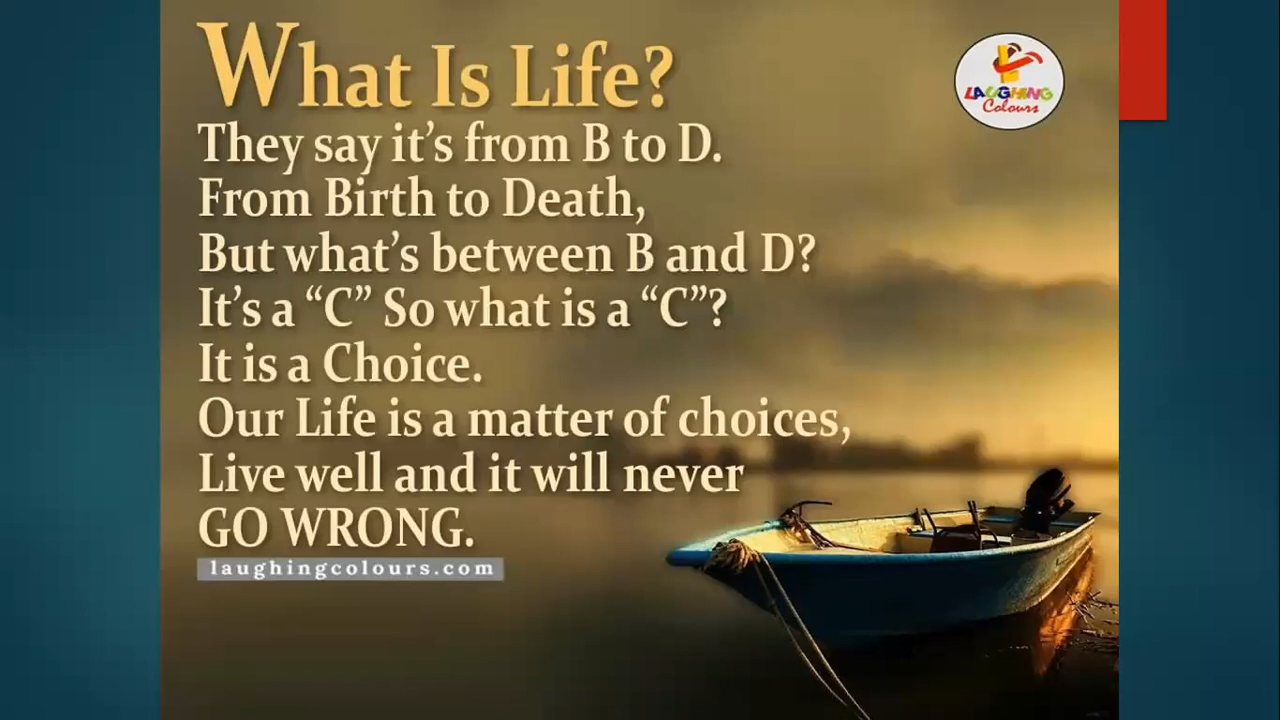 What Is Life?
LAUGHING
Colours
They say it's from B to D.
From Birth to Death,
But what's between B and D?
It's a “C” So what is a “C”?
It is a Choice.
Our Life is a matter of choices,
Live well and it will never
GO WRONG.
laughingcolours.com